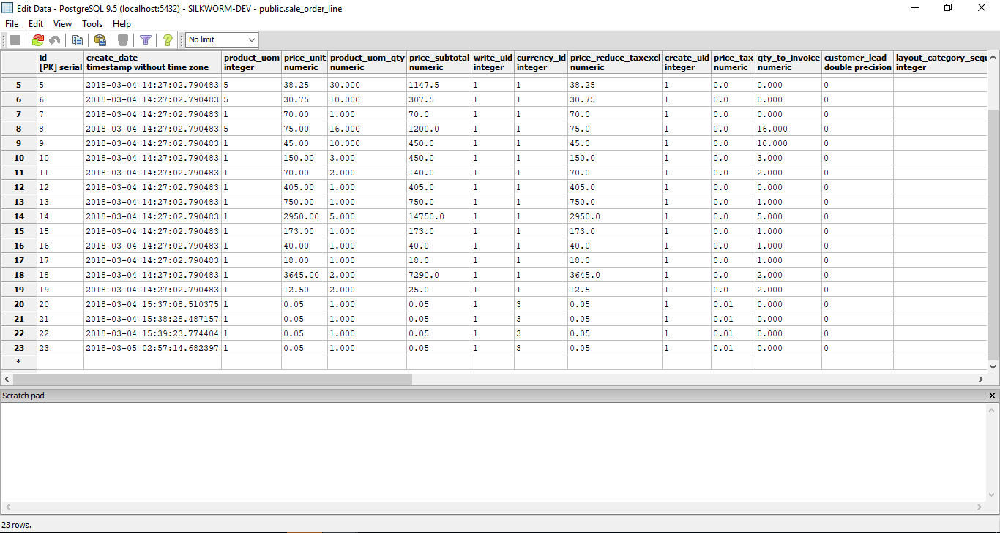 Edit Data - PostgreSQL 9.5 (localhost:5432) - SILKWORM-DEV - public.sale_order_line
File Edit View Tools Help
No limit
id create_date product_uom price_unit product_uom_qty price_subtotal write_uid currency_id price_reduce_taxexcl create_uid price_tax qty_to_invoice customer_lead layout_category_sequ
[PK] serial timestamp without time zone integer numeric numeric numeric integer integer numeric integer numeric numeric double precision integer
5 5 2018-03-04 14:27:02.790483 5 38.25 30.000 1147.5 1 1 38.25 1 0.0 0.000 0
6 6 2018-03-04 14:27:02.790483 5 30.75 10.000 307.5 1 1 30.75 1 0.0 0.000 0
7 7 2018-03-04 14:27:02.790483 1 70.00 1.000 70.0 1 1 70.0 1 0.0 0.000 0
8 8 2018-03-04 14:27:02.790483 5 75.00 16.000 1200.0 1 1 75.0 1 0.0 16.000 0
9 9 2018-03-04 14:27:02.790483 1 45.00 10.000 450.0 1 1 45.0 1 0.0 10.000 0
10 10 2018-03-04 14:27:02.790483 1 150.00 3.000 450.0 1 1 150.0 1 0.0 3.000 0
11 11 2018-03-04 14:27:02.790483 1 70.00 2.000 140.0 1 1 70.0 1 0.0 2.000 0
12 12 2018-03-04 14:27:02.790483 1 405.00 1.000 405.0 1 1 405.0 1 0.0 0.000 0
13 13 2018-03-04 14:27:02.790483 1 750.00 1.000 750.0 1 1 750.0 1 0.0 1.000 0
14 14 2018-03-04 14:27:02.790483 1 2950.00 5.000 14750.0 1 1 2950.0 1 0.0 5.000 0
15 15 2018-03-04 14:27:02.790483 1 173.00 1.000 173.0 1 1 173.0 1 0.0 1.000 0
16 16 2018-03-04 14:27:02.790483 1 40.00 1.000 40.0 1 1 40.0 1 0.0 1.000 0
17 17 2018-03-04 14:27:02.790483 1 18.00 1.000 18.0 1 1 18.0 1 0.0 1.000 0
18 18 2018-03-04 14:27:02.790483 1 3645.00 2.000 7290.0 1 1 3645.0 1 0.0 2.000 0
19 19 2018-03-04 14:27:02.790483 1 12.50 2.000 25.0 1 1 12.5 1 0.0 2.000 0
20 20 2018-03-04 15:37:08.510375 1 0.05 1.000 0.05 1 3 0.05 1 0.01 0.000 0
21 21 2018-03-04 15:38:28.487157 1 0.05 1.000 0.05 1 3 0.05 1 0.01 0.000 0
22 22 2018-03-04 15:39:23.774404 1 0.05 1.000 0.05 1 3 0.05 1 0.01 0.000 0
23 23 2018-03-05 02:57:14.682397 1 0.05 1.000 0.05 1 3 0.05 1 0.01 0.000 0
*
Scratch pad
23 rows.